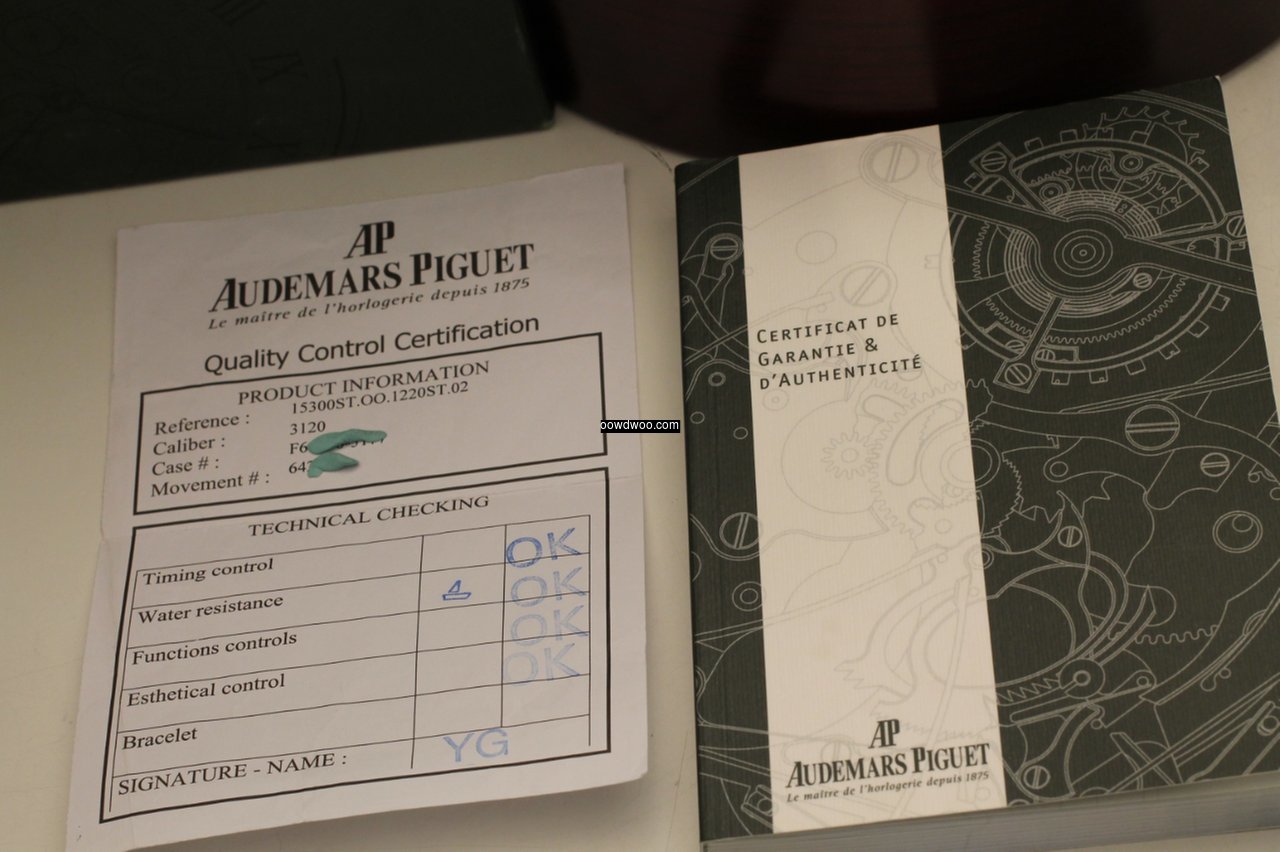 AP
AUDEMARS PIGUET
Le maître de l'horlogerie depuis 1875
Quality Control Certification
PRODUCT INFORMATION
Reference : 15300ST.OO.1220ST.02
Caliber : 3120
Case # : F6
Movement # : 64
TECHNICAL CHECKING
Timing control OK
Water resistance OK
Functions controls OK
Esthetical control OK
Bracelet
SIGNATURE - NAME : YG
oowdwoo.com
CERTIFICAT DE
GARANTIE &
D'AUTHENTICITÉ
AP
AUDEMARS PIGUET
Le maître de l'horlogerie depuis 1875